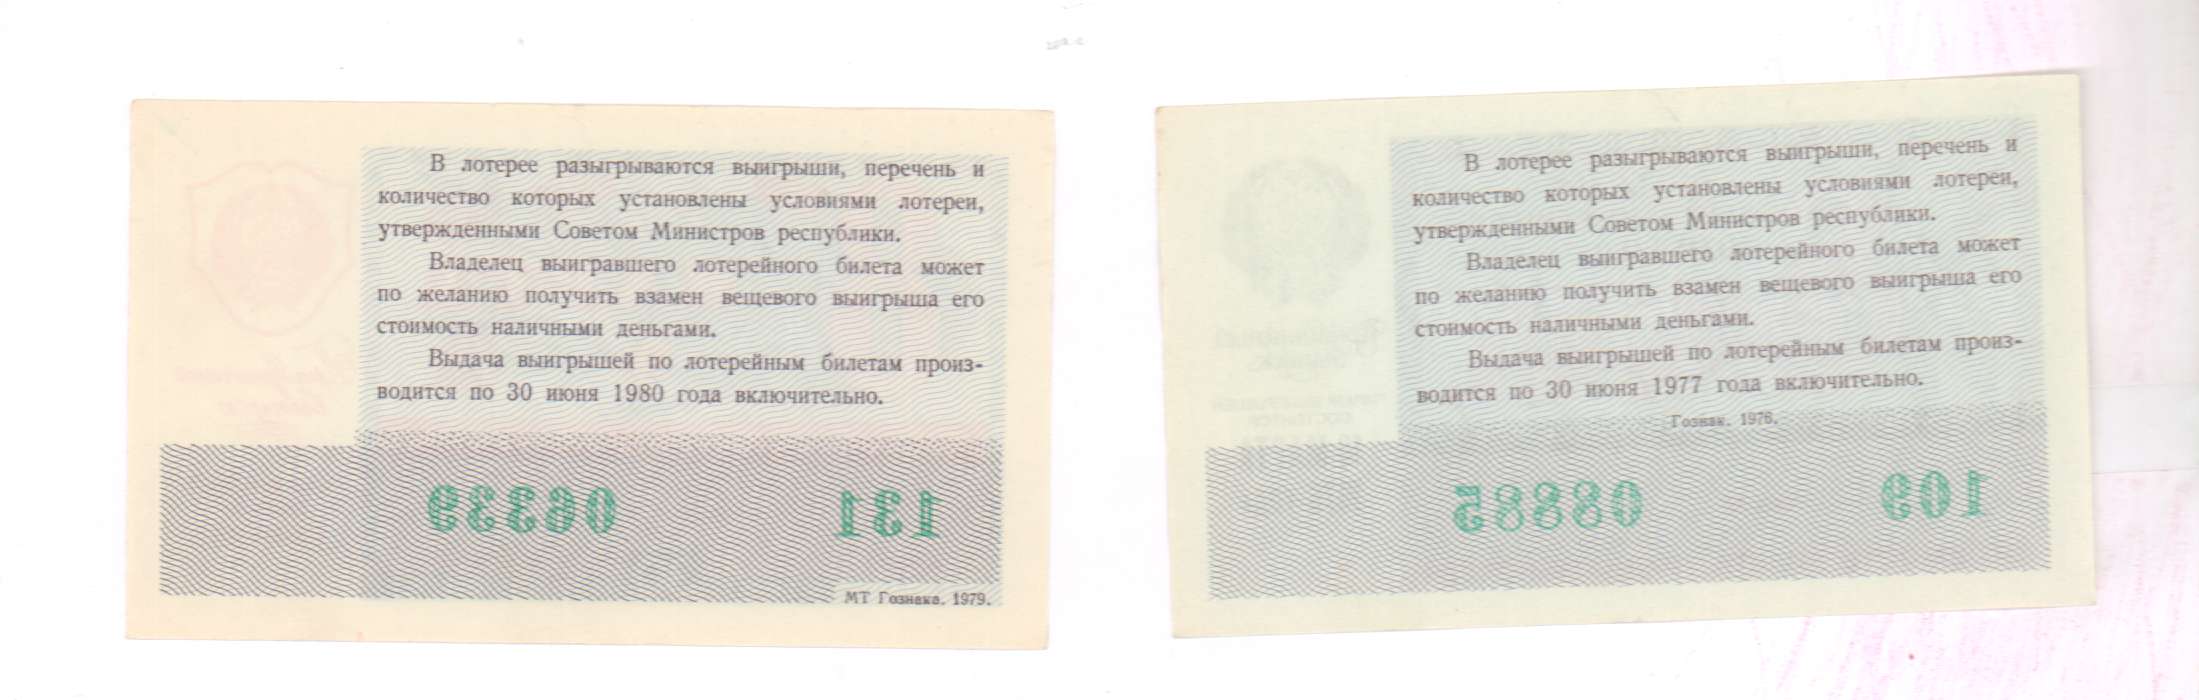 В лотерее разыгрываются выигрыши, перечень и
количество которых установлены условиями лотереи,
утвержденными Советом Министров республики.
Владелец выигравшего лотерейного билета может
по желанию получить взамен вещевого выигрыша его
стоимость наличными деньгами.
Выдача выигрышей по лотерейным билетам произ-
водится по 30 июня 1980 года включительно.
06339 131
МТ Гознака. 1979.
В лотерее разыгрываются выигрыши, перечень и
количество которых установлены условиями лотереи,
утвержденными Советом Министров республики.
Владелец выигравшего лотерейного билета может
по желанию получить взамен вещевого выигрыша его
стоимость наличными деньгами.
Выдача выигрышей по лотерейным билетам произ-
водится по 30 июня 1977 года включительно.
Гознак. 1976.
08885 109